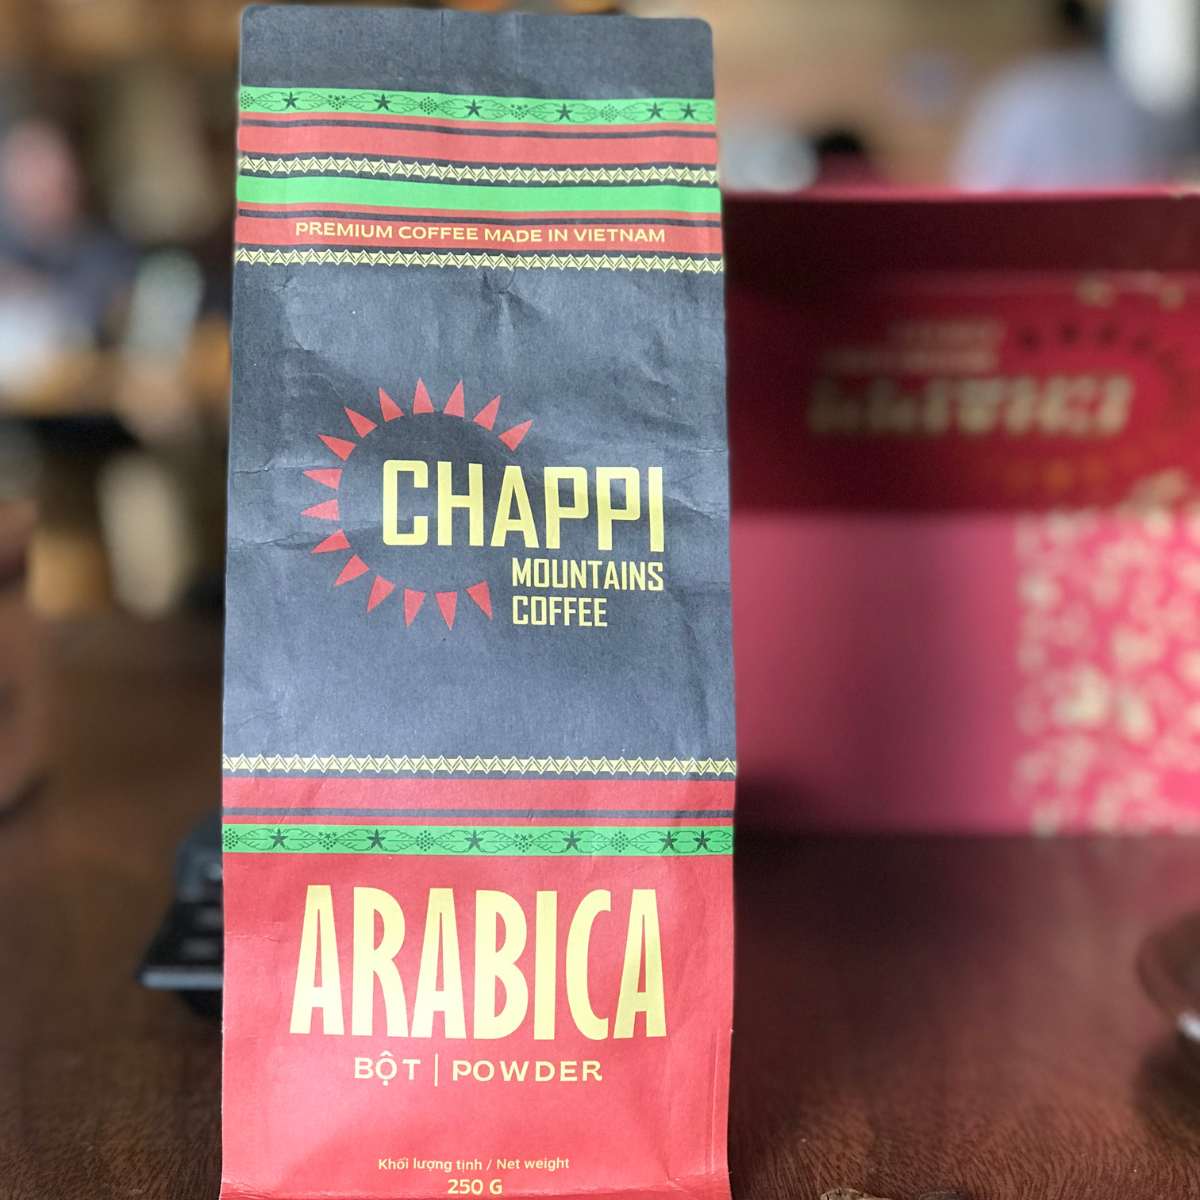 PREMIUM COFFEE MADE IN VIETNAM
CHAPPI
MOUNTAINS
COFFEE
ARABICA
BỘT | POWDER
Khối lượng tịnh / Net weight
250 G